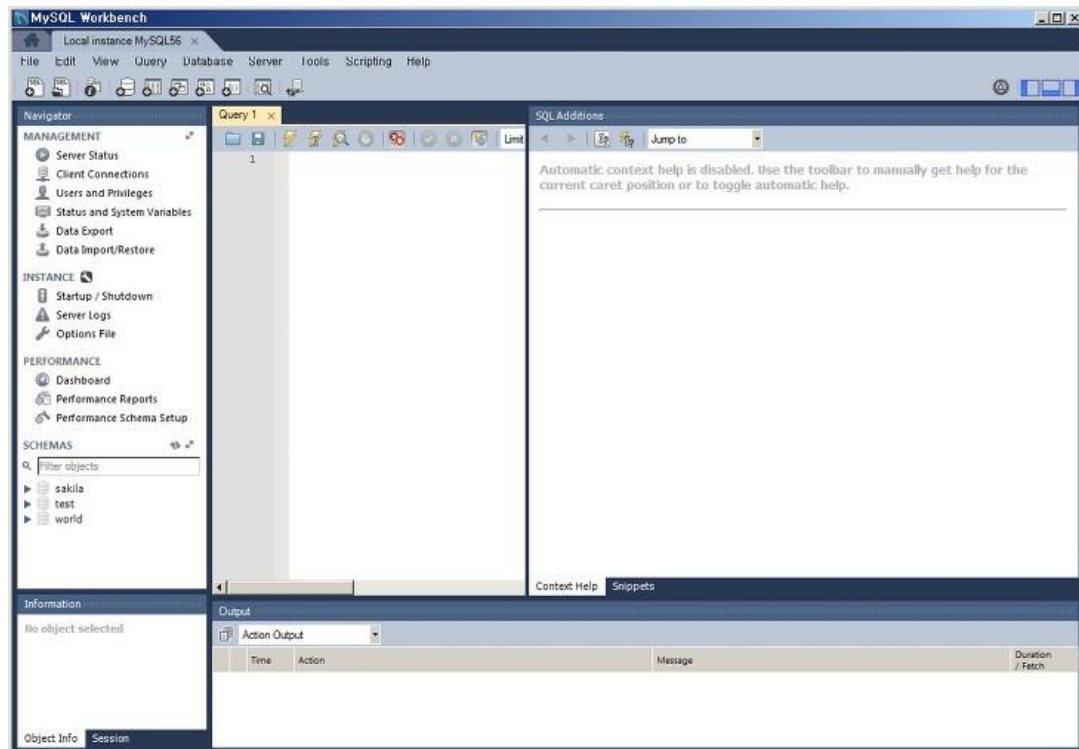 MySQL Workbench
Local instance MySQL56
File Edit View Query Database Server Tools Scripting Help
Navigator
MANAGEMENT
Server Status
Client Connections
Users and Privileges
Status and System Variables
Data Export
Data Import/Restore
INSTANCE
Startup / Shutdown
Server Logs
Options File
PERFORMANCE
Dashboard
Performance Reports
Performance Schema Setup
SCHEMAS
Filter objects
sakila
test
world
Query 1
Limit
1
SQL Additions
Jump to
Automatic context help is disabled. Use the toolbar to manually get help for the
current caret position or to toggle automatic help.
Context Help Snippets
Information
No object selected
Object Info Session
Output
Action Output
Time Action Message Duration / Fetch